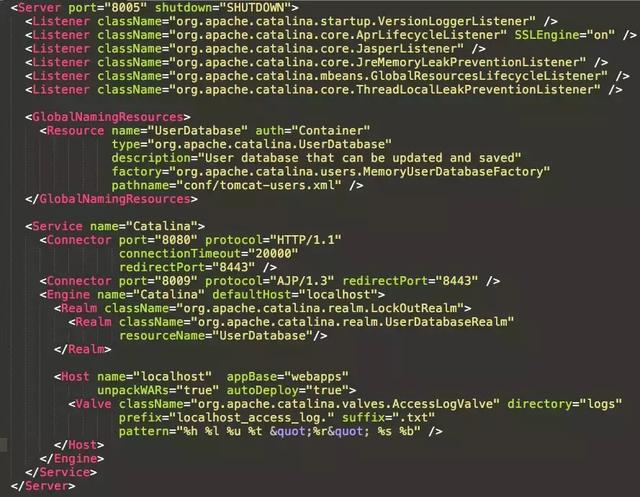 <Server port="8005" shutdown="SHUTDOWN">
<Listener className="org.apache.catalina.startup.VersionLoggerListener" />
<Listener className="org.apache.catalina.core.AprLifecycleListener" SSLEngine="on" />
<Listener className="org.apache.catalina.core.JasperListener" />
<Listener className="org.apache.catalina.core.JreMemoryLeakPreventionListener" />
<Listener className="org.apache.catalina.mbeans.GlobalResourcesLifecycleListener" />
<Listener className="org.apache.catalina.core.ThreadLocalLeakPreventionListener" />
<GlobalNamingResources>
<Resource name="UserDatabase" auth="Container"
type="org.apache.catalina.UserDatabase"
description="User database that can be updated and saved"
factory="org.apache.catalina.users.MemoryUserDatabaseFactory"
pathname="conf/tomcat-users.xml" />
</GlobalNamingResources>
<Service name="Catalina">
<Connector port="8080" protocol="HTTP/1.1"
connectionTimeout="20000"
redirectPort="8443" />
<Connector port="8009" protocol="AJP/1.3" redirectPort="8443" />
<Engine name="Catalina" defaultHost="localhost">
<Realm className="org.apache.catalina.realm.LockOutRealm">
<Realm className="org.apache.catalina.realm.UserDatabaseRealm"
resourceName="UserDatabase"/>
</Realm>
<Host name="localhost"  appBase="webapps"
unpackWARs="true" autoDeploy="true">
<Valve className="org.apache.catalina.valves.AccessLogValve" directory="logs"
prefix="localhost_access_log." suffix=".txt"
pattern="%h %l %u %t &quot;%r&quot; %s %b" />
</Host>
</Engine>
</Service>
</Server>